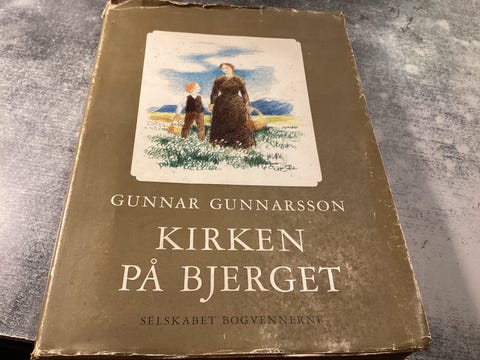 GUNNAR GUNNARSSON
KIRKEN
PÅ BJERGET
SELSKABET BOGVENNERNE